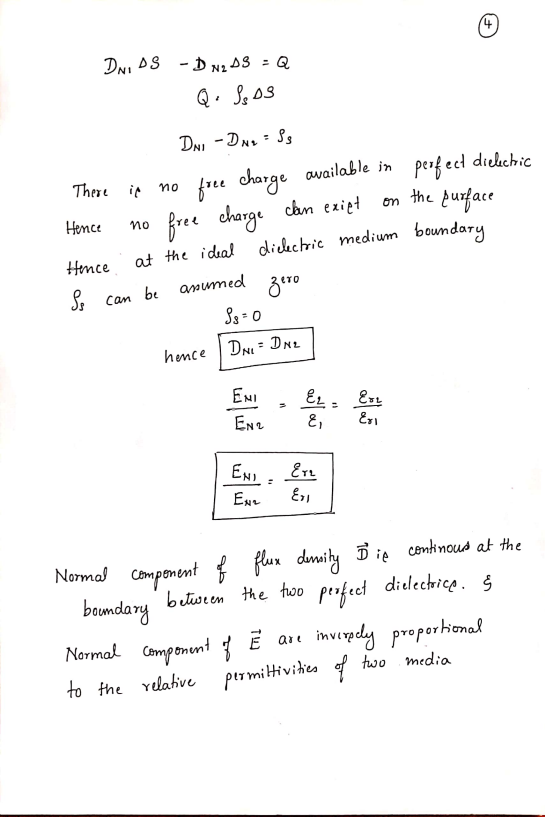 4
D_N1 ΔS - D_N2 ΔS = Q
Q = ρ_s ΔS
D_N1 - D_N2 = ρ_s
There is no free charge available in perfect dielectric
Hence no free charge can exist on the surface
Hence at the ideal dielectric medium boundary
ρ_s can be assumed zero
ρ_s = 0
hence D_N1 = D_N2
E_N1 / E_N2 = ε_2 / ε_1 = ε_r2 / ε_r1
E_N1 / E_N2 = ε_r2 / ε_r1
Normal component of flux density D⃗ is continous at the
boundary between the two perfect dielectrics. &
Normal component of E⃗ are inversely proportional
to the relative permittivities of two media